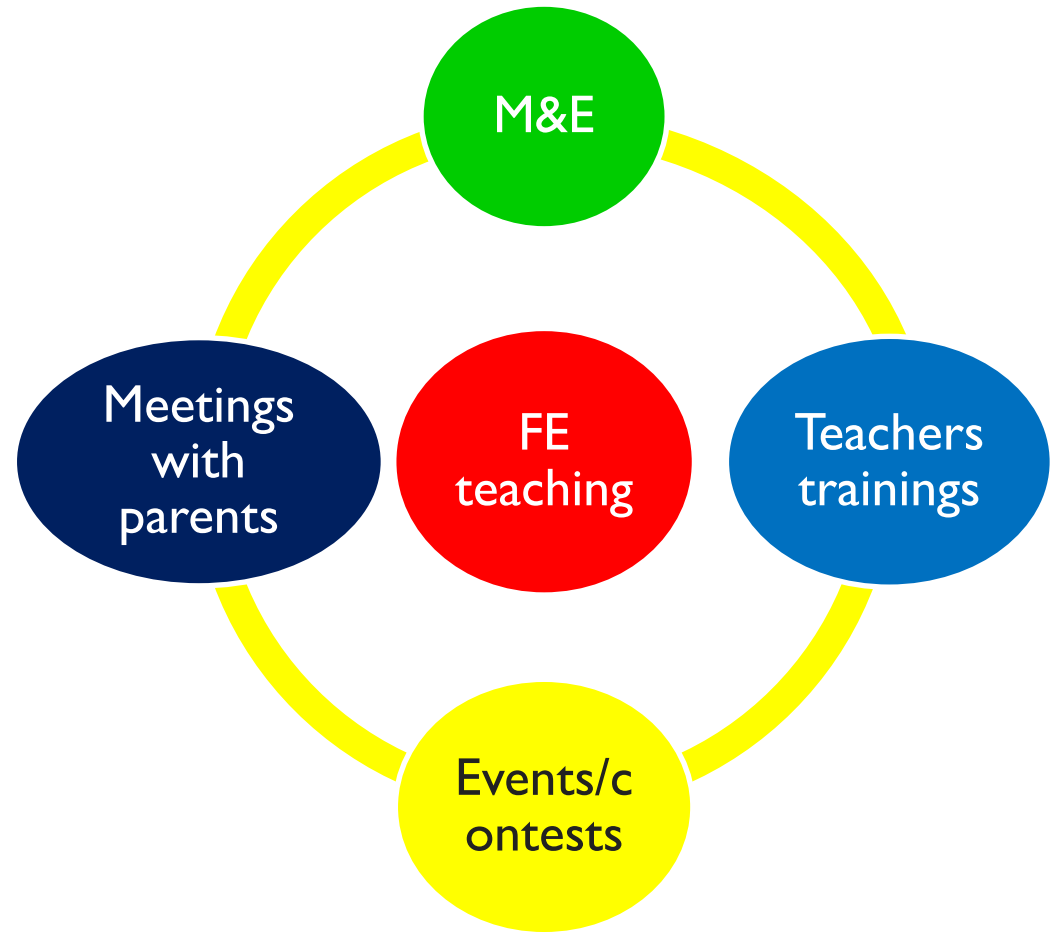 M&E
Meetings
with
parents
FE
teaching
Teachers
trainings
Events/c
ontests